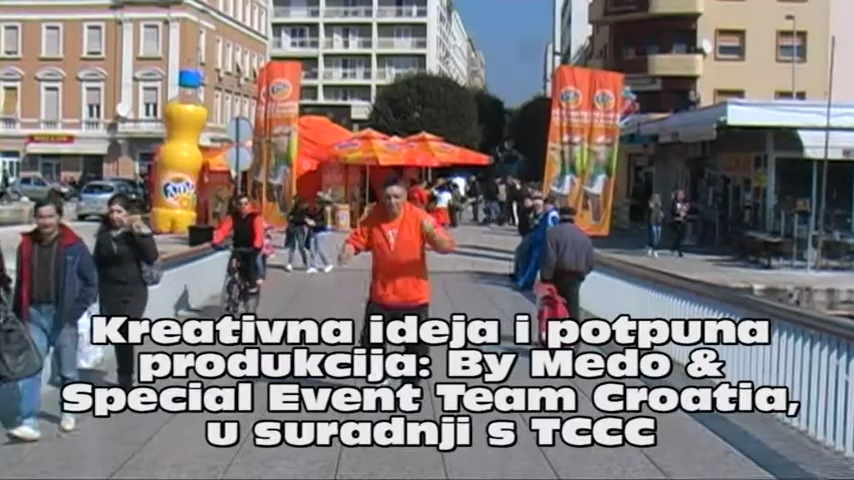 Fanta
Kreativna ideja i potpuna
produkcija: By Medo &
Special Event Team Croatia,
u suradnji s TCCC